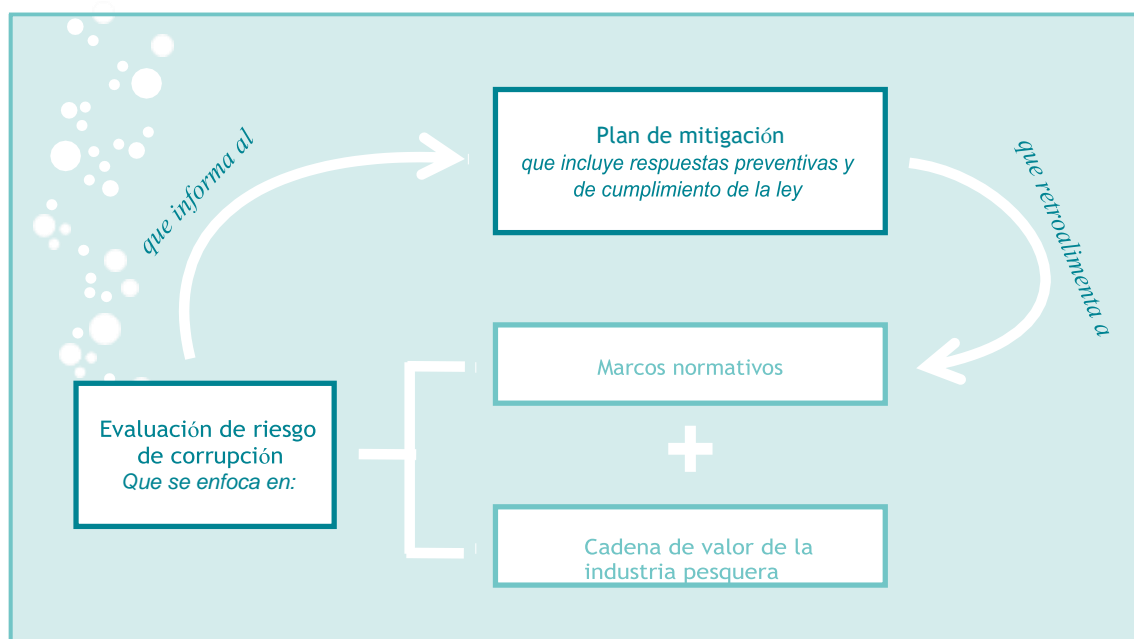 que informa al
Plan de mitigación
que incluye respuestas preventivas y
de cumplimiento de la ley
que retroalimenta a
Evaluación de riesgo
de corrupción
Que se enfoca en:
Marcos normativos
+
Cadena de valor de la
industria pesquera